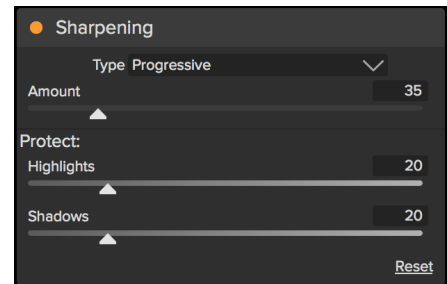 Sharpening
Type Progressive
Amount 35
Protect:
Highlights 20
Shadows 20
Reset